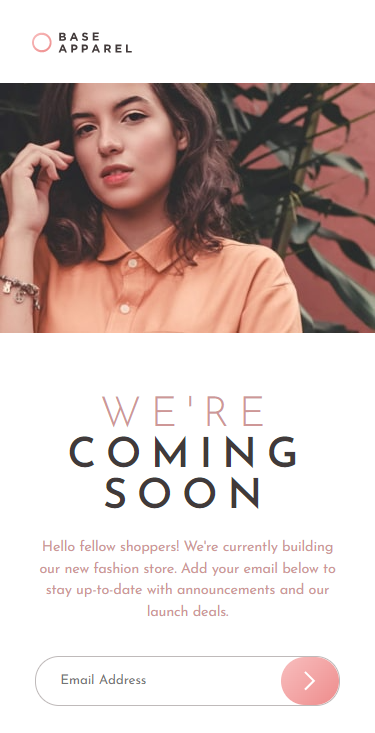 BASE
APPAREL
WE'RE
COMING
SOON
Hello fellow shoppers! We're currently building
our new fashion store. Add your email below to
stay up-to-date with announcements and our
launch deals.
Email Address